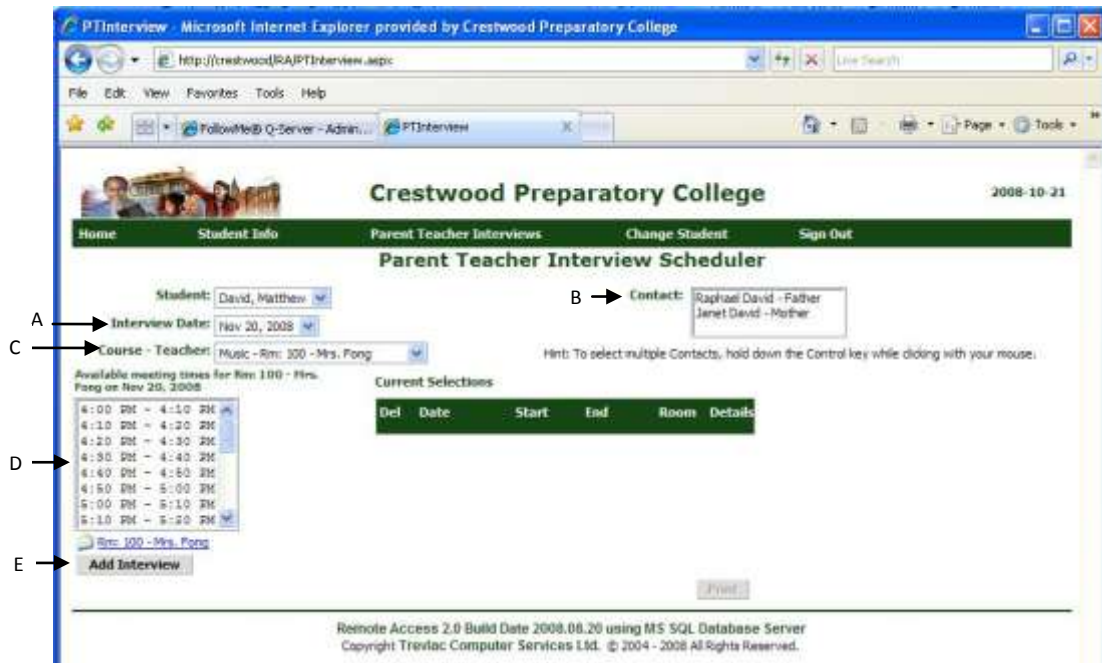 PTInterview - Microsoft Internet Explorer provided by Crestwood Preparatory College
http://crestwood/RA/PTInterview.aspx
Live Search
File Edit View Favorites Tools Help
FollowMe® Q-Server - Admin... PTInterview
Page Tools
Crestwood Preparatory College 2008-10-21
Home Student Info Parent Teacher Interviews Change Student Sign Out
Parent Teacher Interview Scheduler
Student: David, Matthew
B Contact: Raphael David - Father
Janet David - Mother
A Interview Date: Nov 20, 2008
C Course - Teacher: Music - Rm: 100 - Mrs. Fong
Hint: To select multiple Contacts, hold down the Control key while clicking with your mouse.
Available meeting times for Rm: 100 - Mrs.
Fong on Nov 20, 2008
Current Selections
Del Date Start End Room Details
D
4:00 PM - 4:10 PM
4:10 PM - 4:20 PM
4:20 PM - 4:30 PM
4:30 PM - 4:40 PM
4:40 PM - 4:50 PM
4:50 PM - 5:00 PM
5:00 PM - 5:10 PM
5:10 PM - 5:20 PM
Rm: 100 - Mrs. Fong
E Add Interview
Print
Remote Access 2.0 Build Date 2008.08.20 using MS SQL Database Server
Copyright Trevlac Computer Services Ltd. © 2004 - 2008 All Rights Reserved.